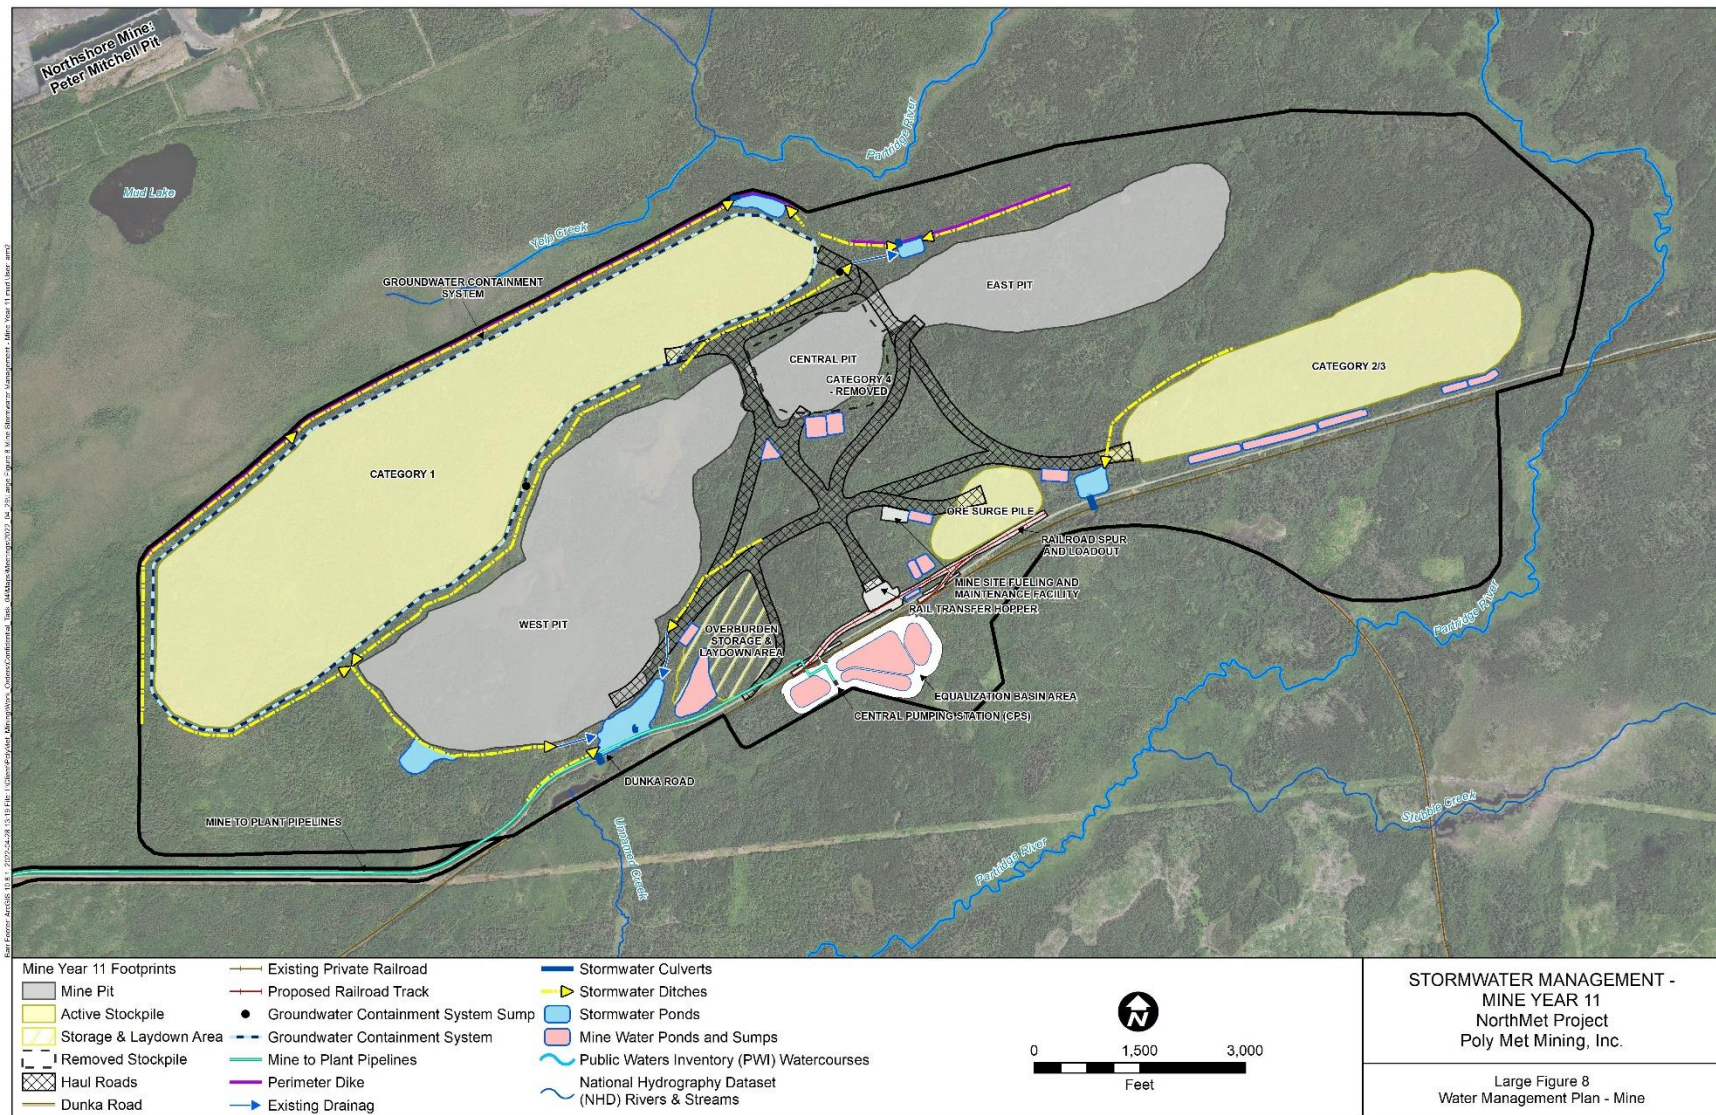 Northshore Mine:
Peter Mitchell Pit
Mud Lake
Partridge River
Yelp Creek
GROUNDWATER CONTAINMENT
SYSTEM
EAST PIT
CENTRAL PIT
CATEGORY 4
- REMOVED
CATEGORY 2/3
CATEGORY 1
ORE SURGE PILE
RAILROAD SPUR
AND LOADOUT
MINE SITE FUELING AND
MAINTENANCE FACILITY
RAIL TRANSFER HOPPER
WEST PIT
OVERBURDEN
STORAGE &
LAYDOWN AREA
Partridge River
EQUALIZATION BASIN AREA
CENTRAL PUMPING STATION (CPS)
DUNKA ROAD
MINE TO PLANT PIPELINES
Unnamed Creek
Partridge River
Stubble Creek
Mine Year 11 Footprints
Mine Pit
Active Stockpile
Storage & Laydown Area
Removed Stockpile
Haul Roads
Dunka Road
Existing Private Railroad
Proposed Railroad Track
Groundwater Containment System Sump
Groundwater Containment System
Mine to Plant Pipelines
Perimeter Dike
Existing Drainag
Stormwater Culverts
Stormwater Ditches
Stormwater Ponds
Mine Water Ponds and Sumps
Public Waters Inventory (PWI) Watercourses
National Hydrography Dataset
(NHD) Rivers & Streams
N
0 1,500 3,000
Feet
STORMWATER MANAGEMENT -
MINE YEAR 11
NorthMet Project
Poly Met Mining, Inc.
Large Figure 8
Water Management Plan - Mine